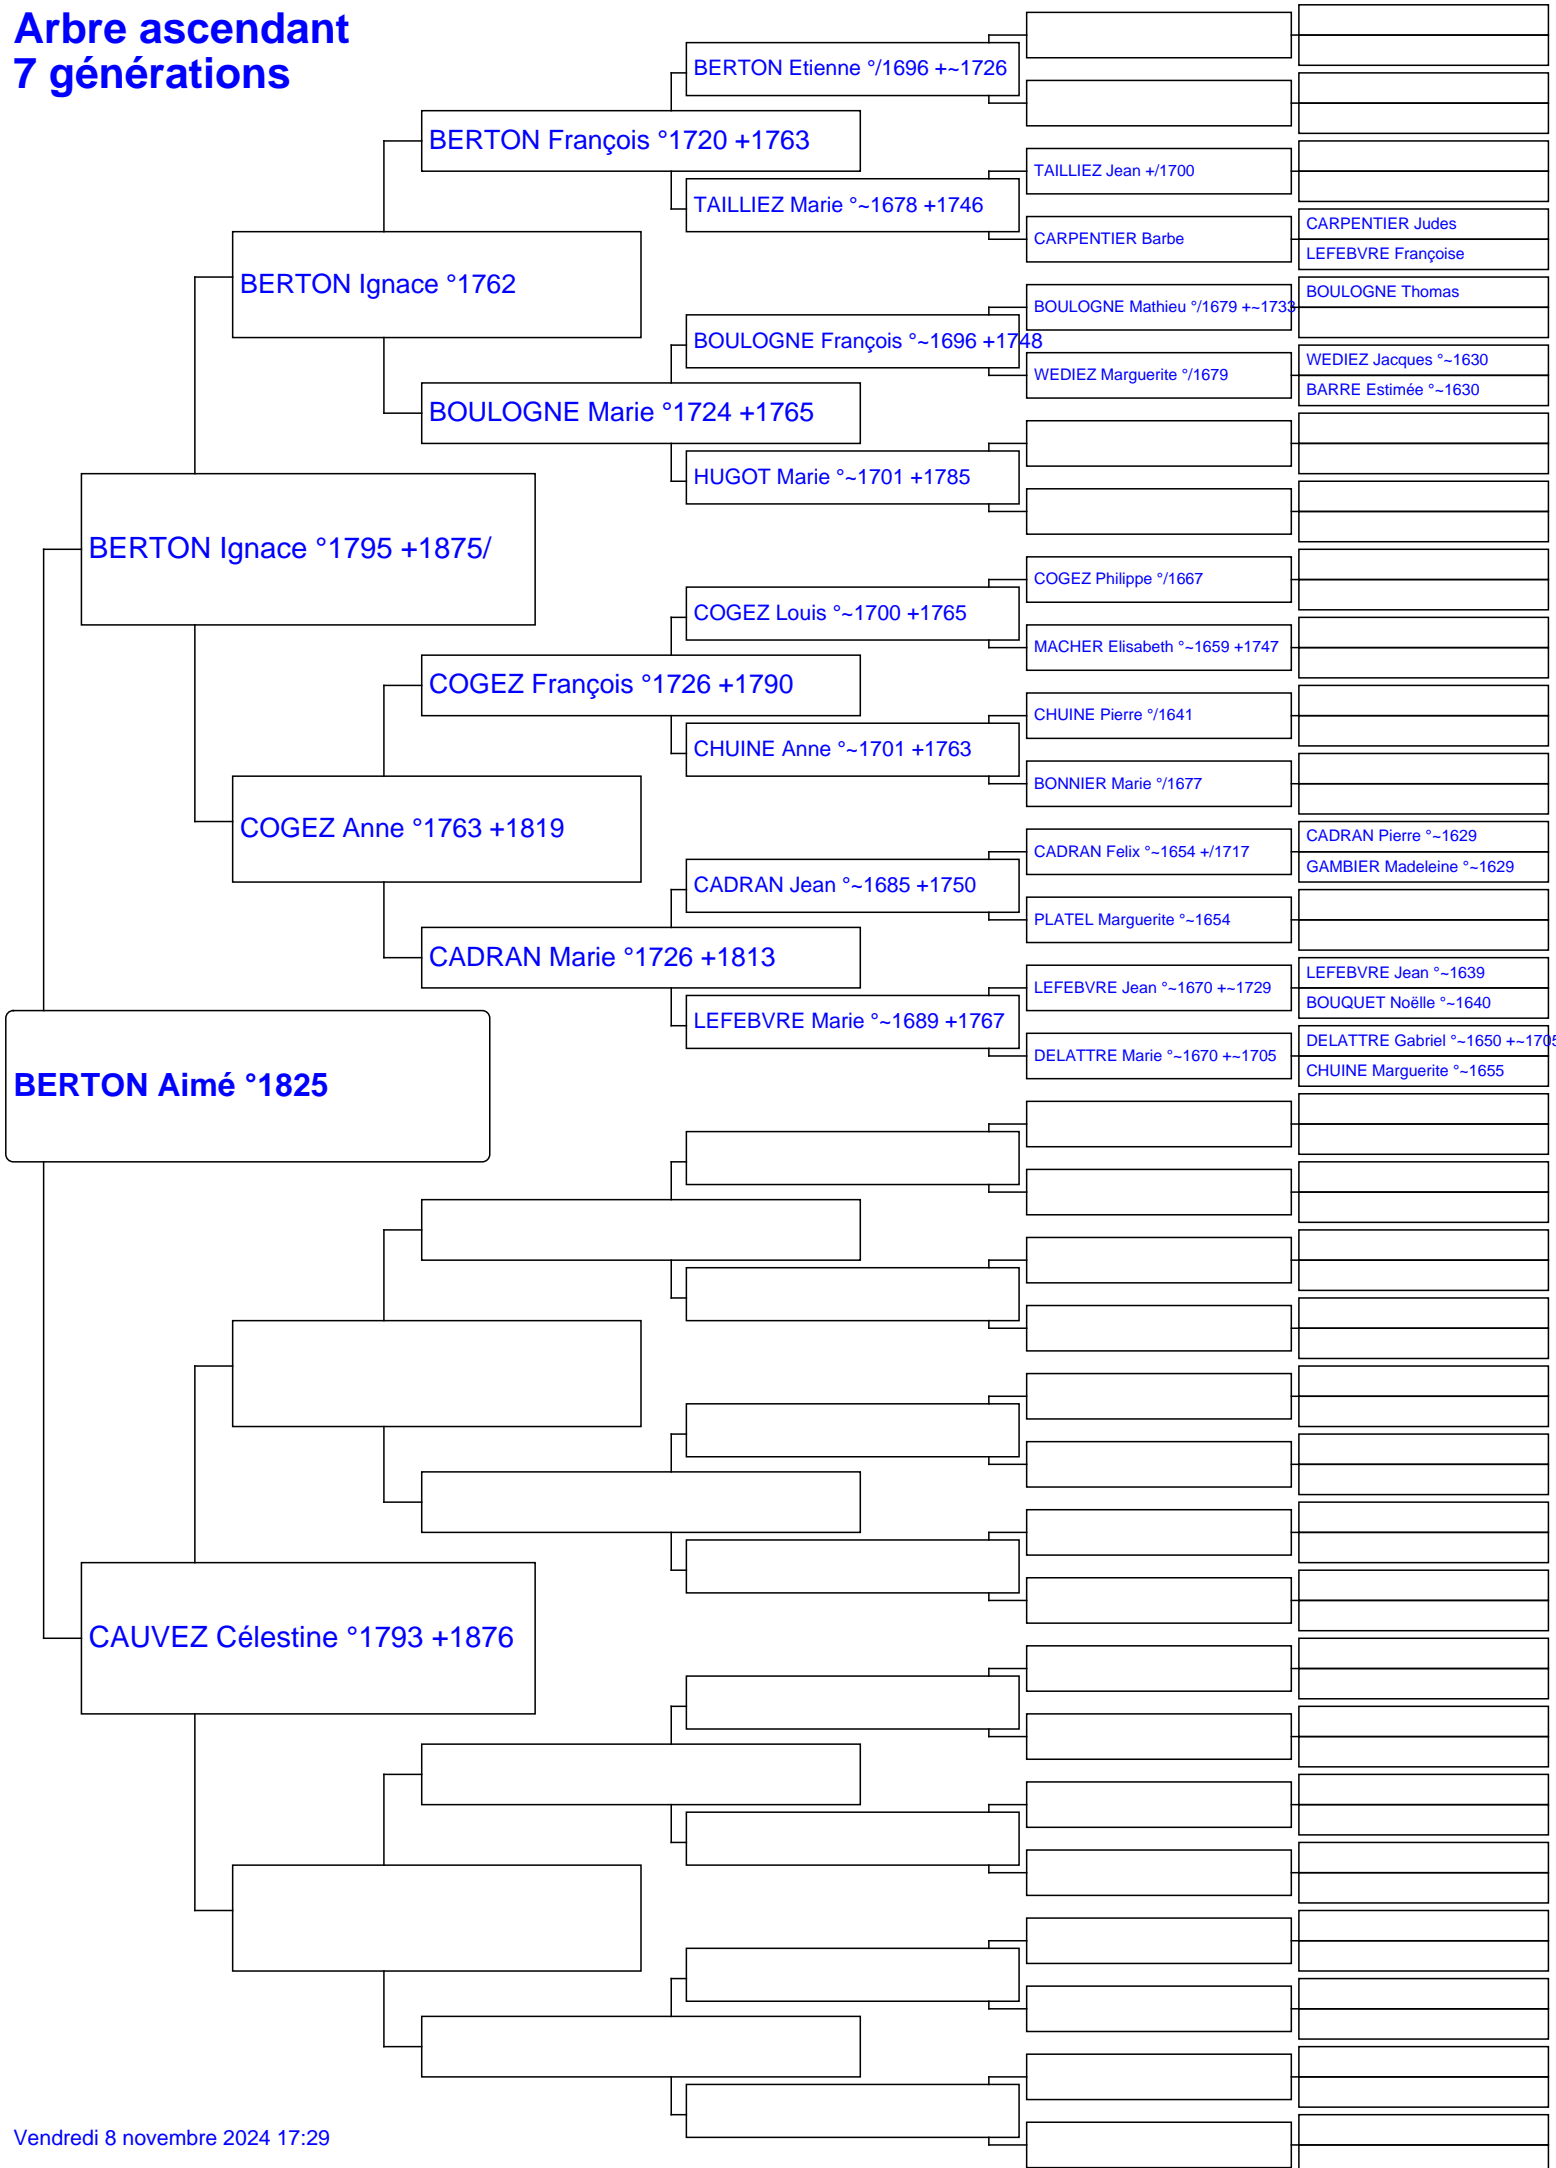 Arbre ascendant
7 générations
BERTON Aimé °1825
BERTON Ignace °1795 +1875/
CAUVEZ Célestine °1793 +1876
BERTON Ignace °1762
COGEZ Anne °1763 +1819
BERTON François °1720 +1763
BOULOGNE Marie °1724 +1765
COGEZ François °1726 +1790
CADRAN Marie °1726 +1813
BERTON Etienne °/1696 +~1726
TAILLIEZ Marie °~1678 +1746
BOULOGNE François °~1696 +1748
HUGOT Marie °~1701 +1785
COGEZ Louis °~1700 +1765
CHUINE Anne °~1701 +1763
CADRAN Jean °~1685 +1750
LEFEBVRE Marie °~1689 +1767
TAILLIEZ Jean +/1700
CARPENTIER Barbe
BOULOGNE Mathieu °/1679 +~1733
WEDIEZ Marguerite °/1679
COGEZ Philippe °/1667
MACHER Elisabeth °~1659 +1747
CHUINE Pierre °/1641
BONNIER Marie °/1677
CADRAN Felix °~1654 +/1717
PLATEL Marguerite °~1654
LEFEBVRE Jean °~1670 +~1729
DELATTRE Marie °~1670 +~1705
CARPENTIER Judes
LEFEBVRE Françoise
BOULOGNE Thomas
WEDIEZ Jacques °~1630
BARRE Estimée °~1630
CADRAN Pierre °~1629
GAMBIER Madeleine °~1629
LEFEBVRE Jean °~1639
BOUQUET Noëlle °~1640
DELATTRE Gabriel °~1650 +~1705
CHUINE Marguerite °~1655
Vendredi 8 novembre 2024 17:29